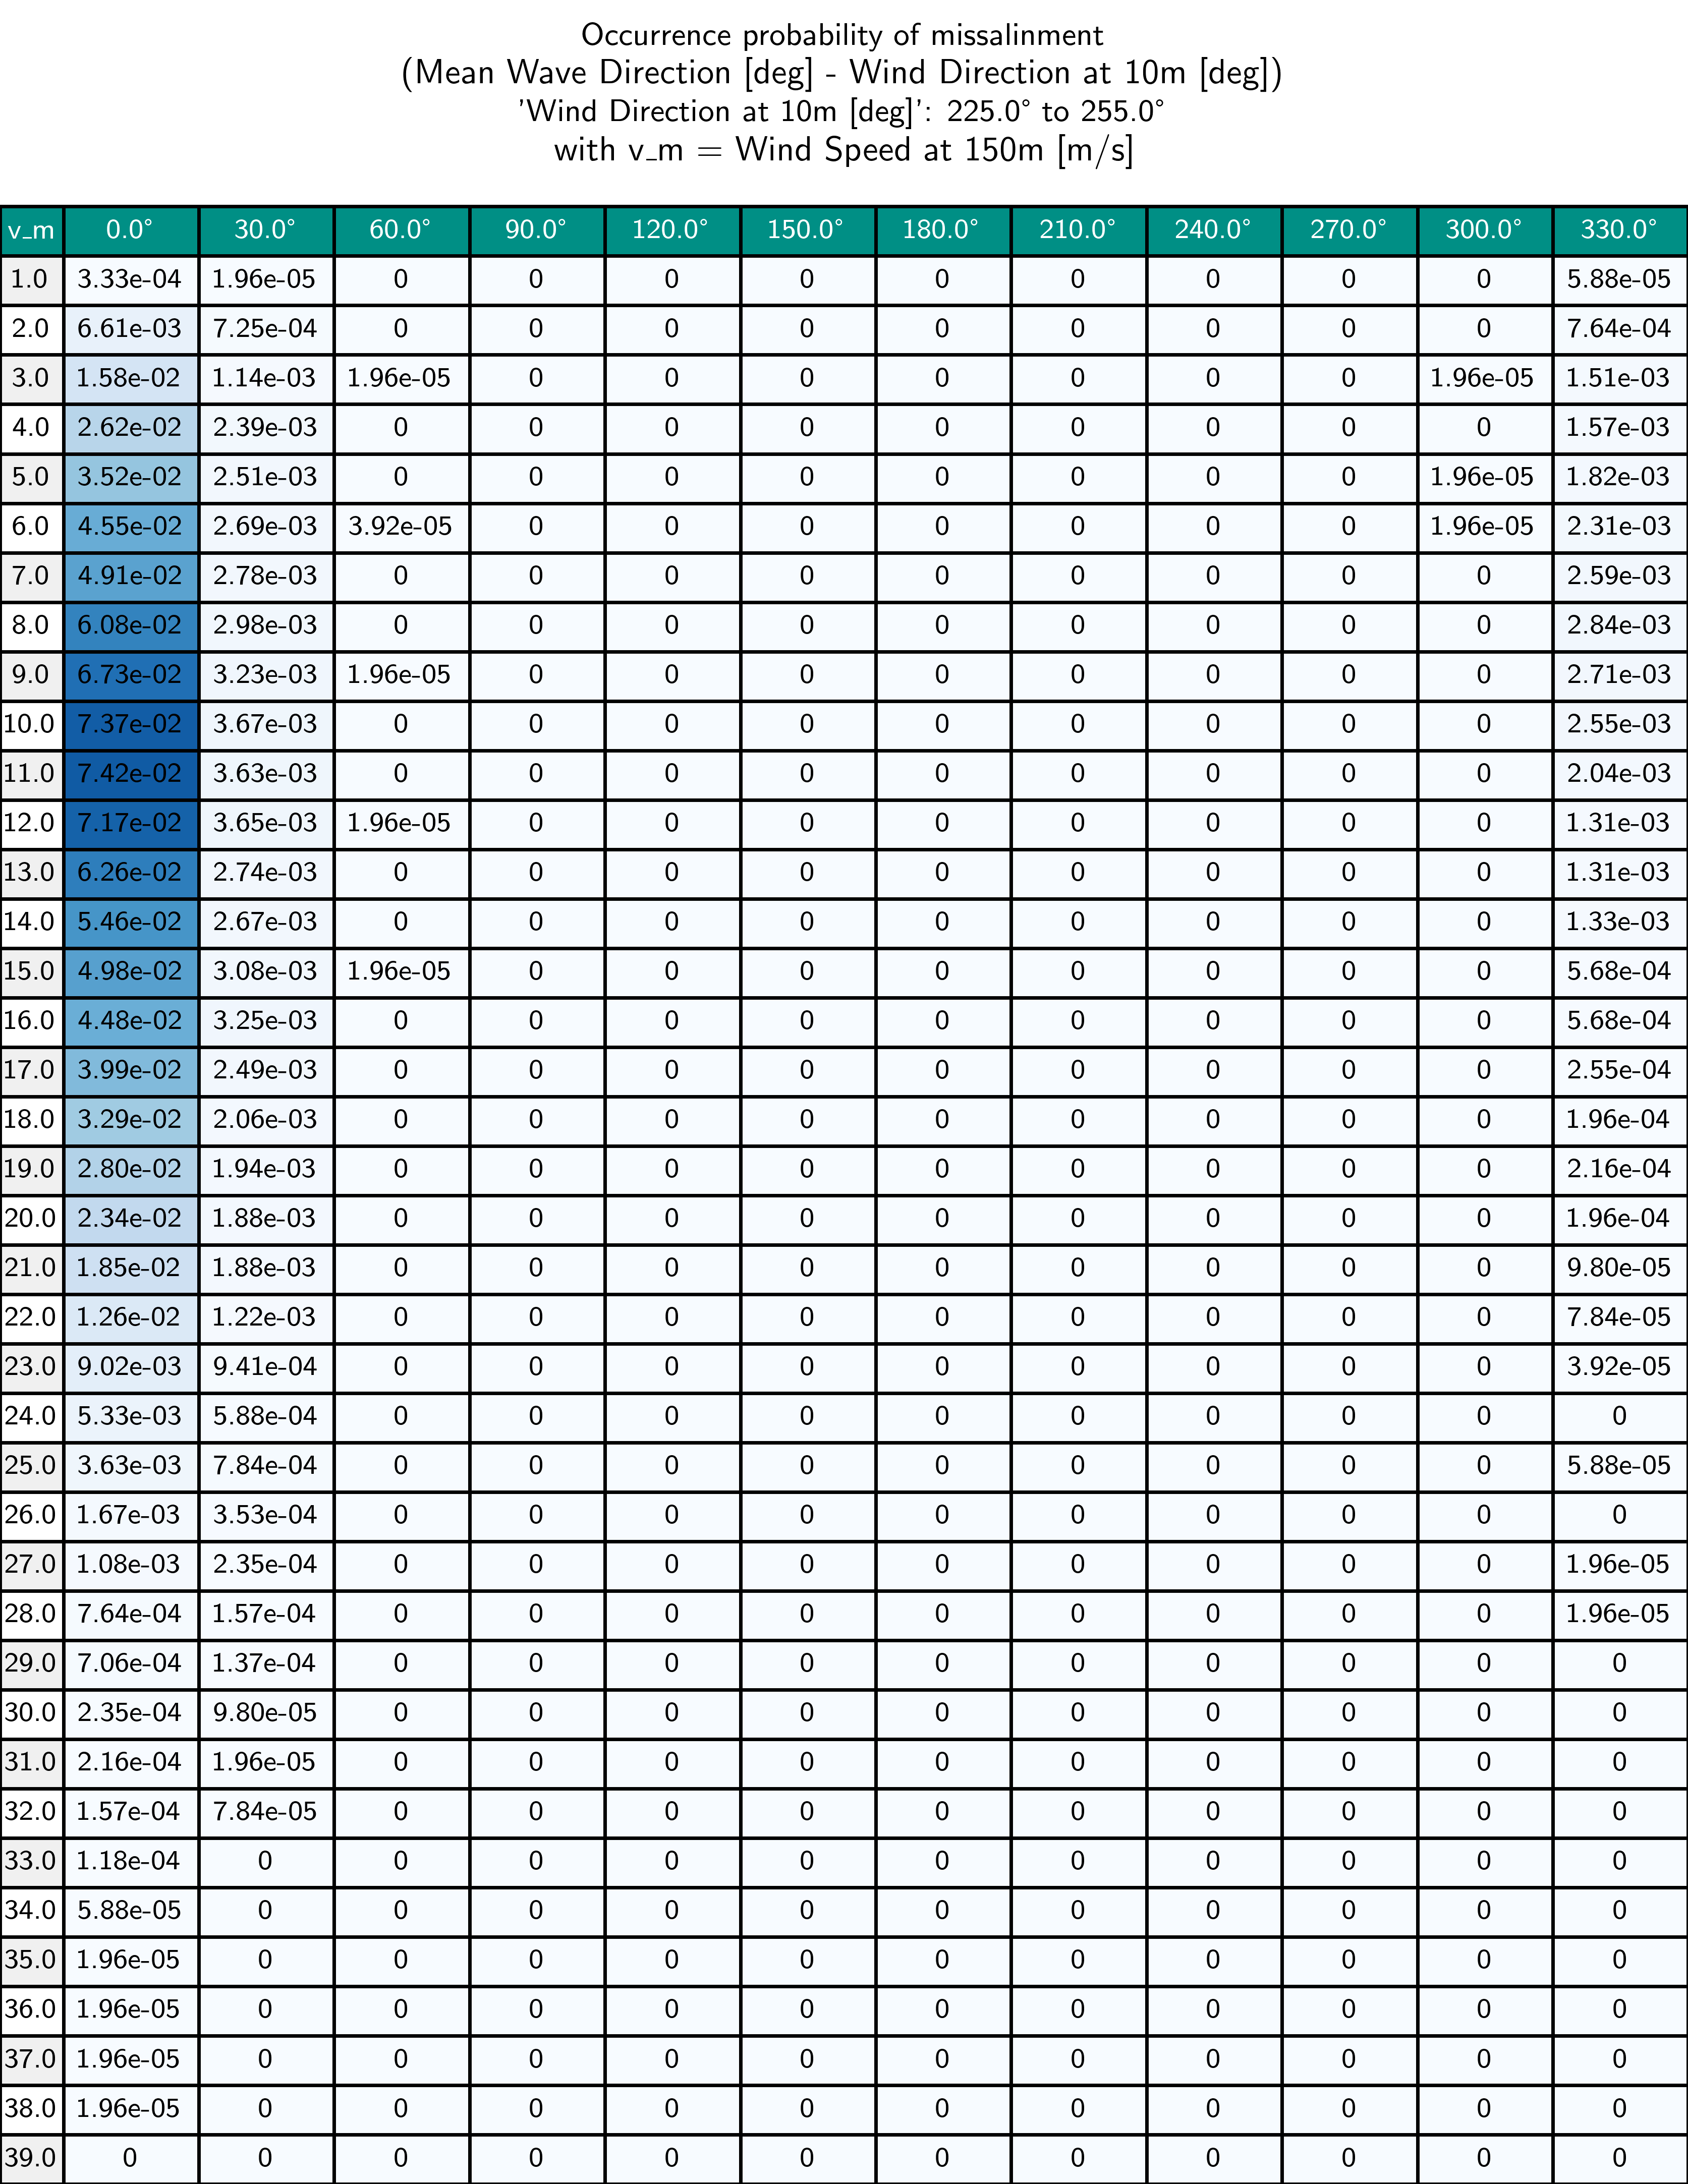 Occurrence probability of missalinment
(Mean Wave Direction [deg] - Wind Direction at 10m [deg])
'Wind Direction at 10m [deg]': 225.0° to 255.0°
with v_m = Wind Speed at 150m [m/s]
v_m 0.0° 30.0° 60.0° 90.0° 120.0° 150.0° 180.0° 210.0° 240.0° 270.0° 300.0° 330.0°
1.0 3.33e-04 1.96e-05 0 0 0 0 0 0 0 0 0 5.88e-05
2.0 6.61e-03 7.25e-04 0 0 0 0 0 0 0 0 0 7.64e-04
3.0 1.58e-02 1.14e-03 1.96e-05 0 0 0 0 0 0 0 1.96e-05 1.51e-03
4.0 2.62e-02 2.39e-03 0 0 0 0 0 0 0 0 0 1.57e-03
5.0 3.52e-02 2.51e-03 0 0 0 0 0 0 0 0 1.96e-05 1.82e-03
6.0 4.55e-02 2.69e-03 3.92e-05 0 0 0 0 0 0 0 1.96e-05 2.31e-03
7.0 4.91e-02 2.78e-03 0 0 0 0 0 0 0 0 0 2.59e-03
8.0 6.08e-02 2.98e-03 0 0 0 0 0 0 0 0 0 2.84e-03
9.0 6.73e-02 3.23e-03 1.96e-05 0 0 0 0 0 0 0 0 2.71e-03
10.0 7.37e-02 3.67e-03 0 0 0 0 0 0 0 0 0 2.55e-03
11.0 7.42e-02 3.63e-03 0 0 0 0 0 0 0 0 0 2.04e-03
12.0 7.17e-02 3.65e-03 1.96e-05 0 0 0 0 0 0 0 0 1.31e-03
13.0 6.26e-02 2.74e-03 0 0 0 0 0 0 0 0 0 1.31e-03
14.0 5.46e-02 2.67e-03 0 0 0 0 0 0 0 0 0 1.33e-03
15.0 4.98e-02 3.08e-03 1.96e-05 0 0 0 0 0 0 0 0 5.68e-04
16.0 4.48e-02 3.25e-03 0 0 0 0 0 0 0 0 0 5.68e-04
17.0 3.99e-02 2.49e-03 0 0 0 0 0 0 0 0 0 2.55e-04
18.0 3.29e-02 2.06e-03 0 0 0 0 0 0 0 0 0 1.96e-04
19.0 2.80e-02 1.94e-03 0 0 0 0 0 0 0 0 0 2.16e-04
20.0 2.34e-02 1.88e-03 0 0 0 0 0 0 0 0 0 1.96e-04
21.0 1.85e-02 1.88e-03 0 0 0 0 0 0 0 0 0 9.80e-05
22.0 1.26e-02 1.22e-03 0 0 0 0 0 0 0 0 0 7.84e-05
23.0 9.02e-03 9.41e-04 0 0 0 0 0 0 0 0 0 3.92e-05
24.0 5.33e-03 5.88e-04 0 0 0 0 0 0 0 0 0 0
25.0 3.63e-03 7.84e-04 0 0 0 0 0 0 0 0 0 5.88e-05
26.0 1.67e-03 3.53e-04 0 0 0 0 0 0 0 0 0 0
27.0 1.08e-03 2.35e-04 0 0 0 0 0 0 0 0 0 1.96e-05
28.0 7.64e-04 1.57e-04 0 0 0 0 0 0 0 0 0 1.96e-05
29.0 7.06e-04 1.37e-04 0 0 0 0 0 0 0 0 0 0
30.0 2.35e-04 9.80e-05 0 0 0 0 0 0 0 0 0 0
31.0 2.16e-04 1.96e-05 0 0 0 0 0 0 0 0 0 0
32.0 1.57e-04 7.84e-05 0 0 0 0 0 0 0 0 0 0
33.0 1.18e-04 0 0 0 0 0 0 0 0 0 0 0
34.0 5.88e-05 0 0 0 0 0 0 0 0 0 0 0
35.0 1.96e-05 0 0 0 0 0 0 0 0 0 0 0
36.0 1.96e-05 0 0 0 0 0 0 0 0 0 0 0
37.0 1.96e-05 0 0 0 0 0 0 0 0 0 0 0
38.0 1.96e-05 0 0 0 0 0 0 0 0 0 0 0
39.0 0 0 0 0 0 0 0 0 0 0 0 0